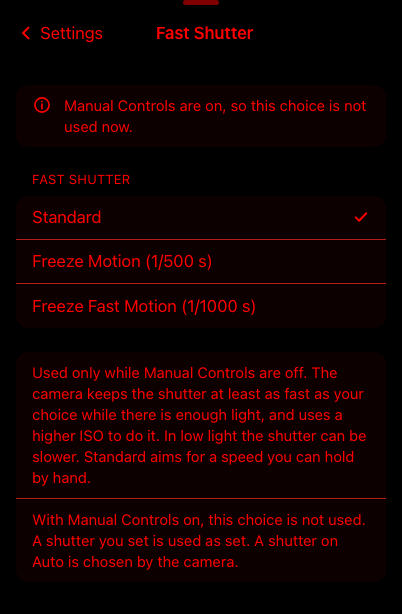 Settings
Fast Shutter
Manual Controls are on, so this choice is not
used now.
FAST SHUTTER
Standard
Freeze Motion (1/500 s)
Freeze Fast Motion (1/1000 s)
Used only while Manual Controls are off. The
camera keeps the shutter at least as fast as your
choice while there is enough light, and uses a
higher ISO to do it. In low light the shutter can be
slower. Standard aims for a speed you can hold
by hand.
With Manual Controls on, this choice is not used.
A shutter you set is used as set. A shutter on
Auto is chosen by the camera.